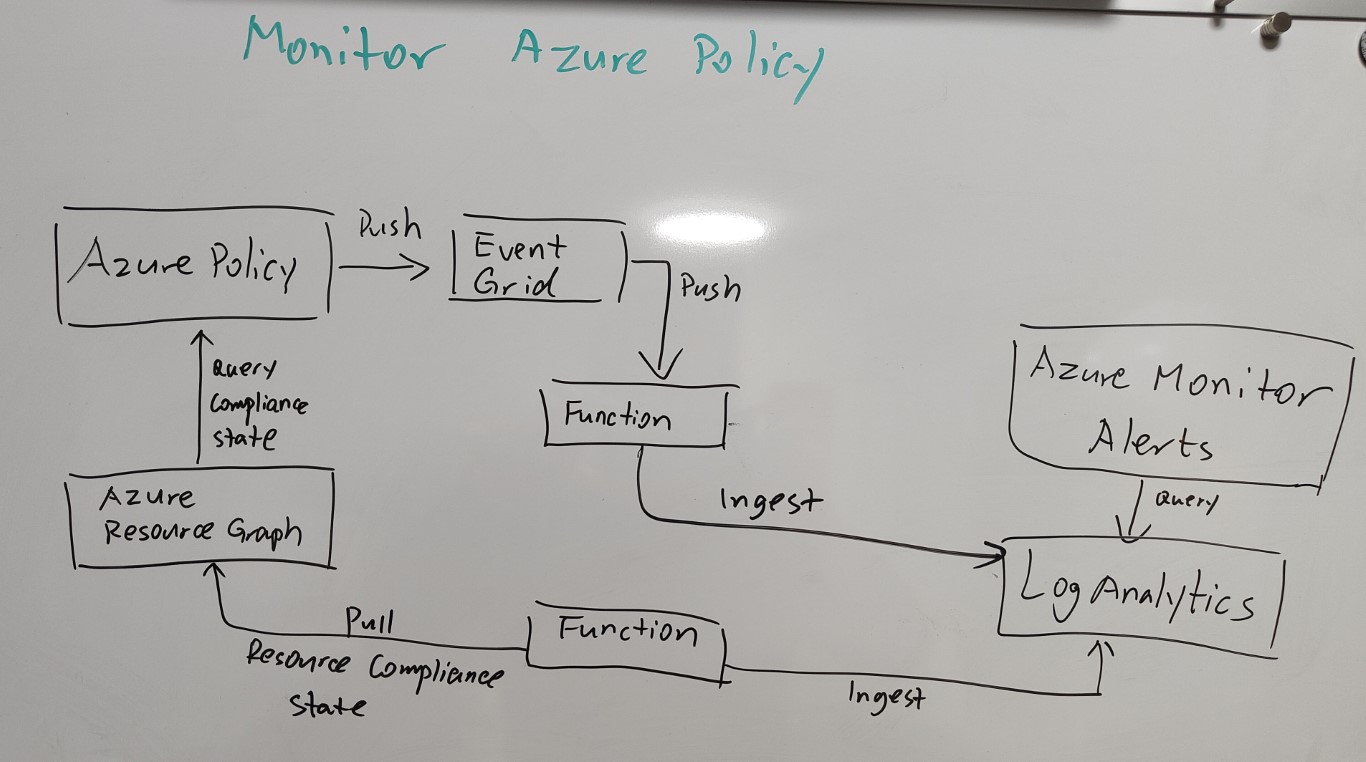 Monitor Azure Policy
Azure Policy
Push
Event
Grid
Push
Query
Compliance
state
Function
Azure Monitor
Alerts
Azure
Resource Graph
Ingest
Query
Log Analytics
Pull
Resource Compliance
State
Function
Ingest